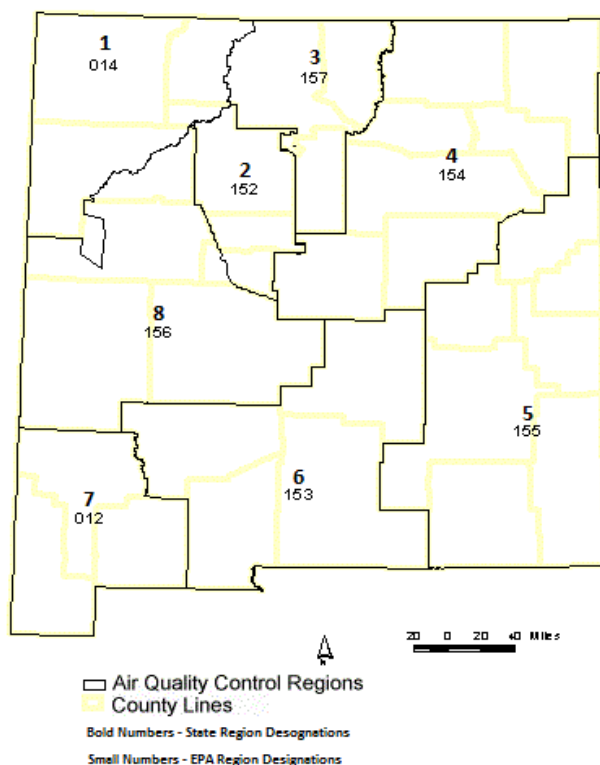 1
014
3
157
2
152
4
154
8
156
5
155
6
153
7
012
20 0 20 40 Miles
N
Air Quality Control Regions
County Lines
Bold Numbers - State Region Desognations
Small Numbers - EPA Region Designations